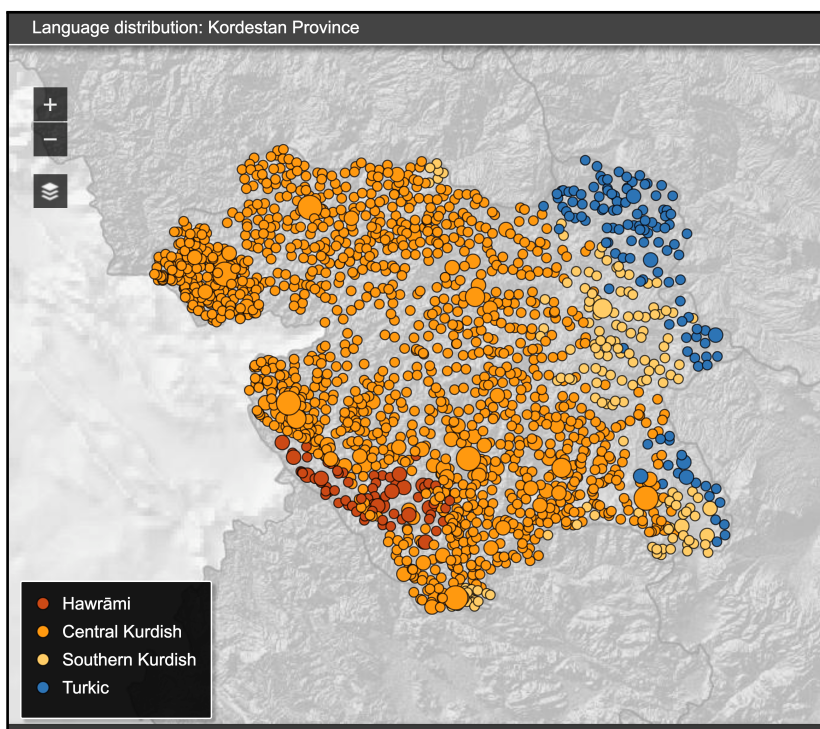 Language distribution: Kordestan Province
+
−
Hawrāmi
Central Kurdish
Southern Kurdish
Turkic